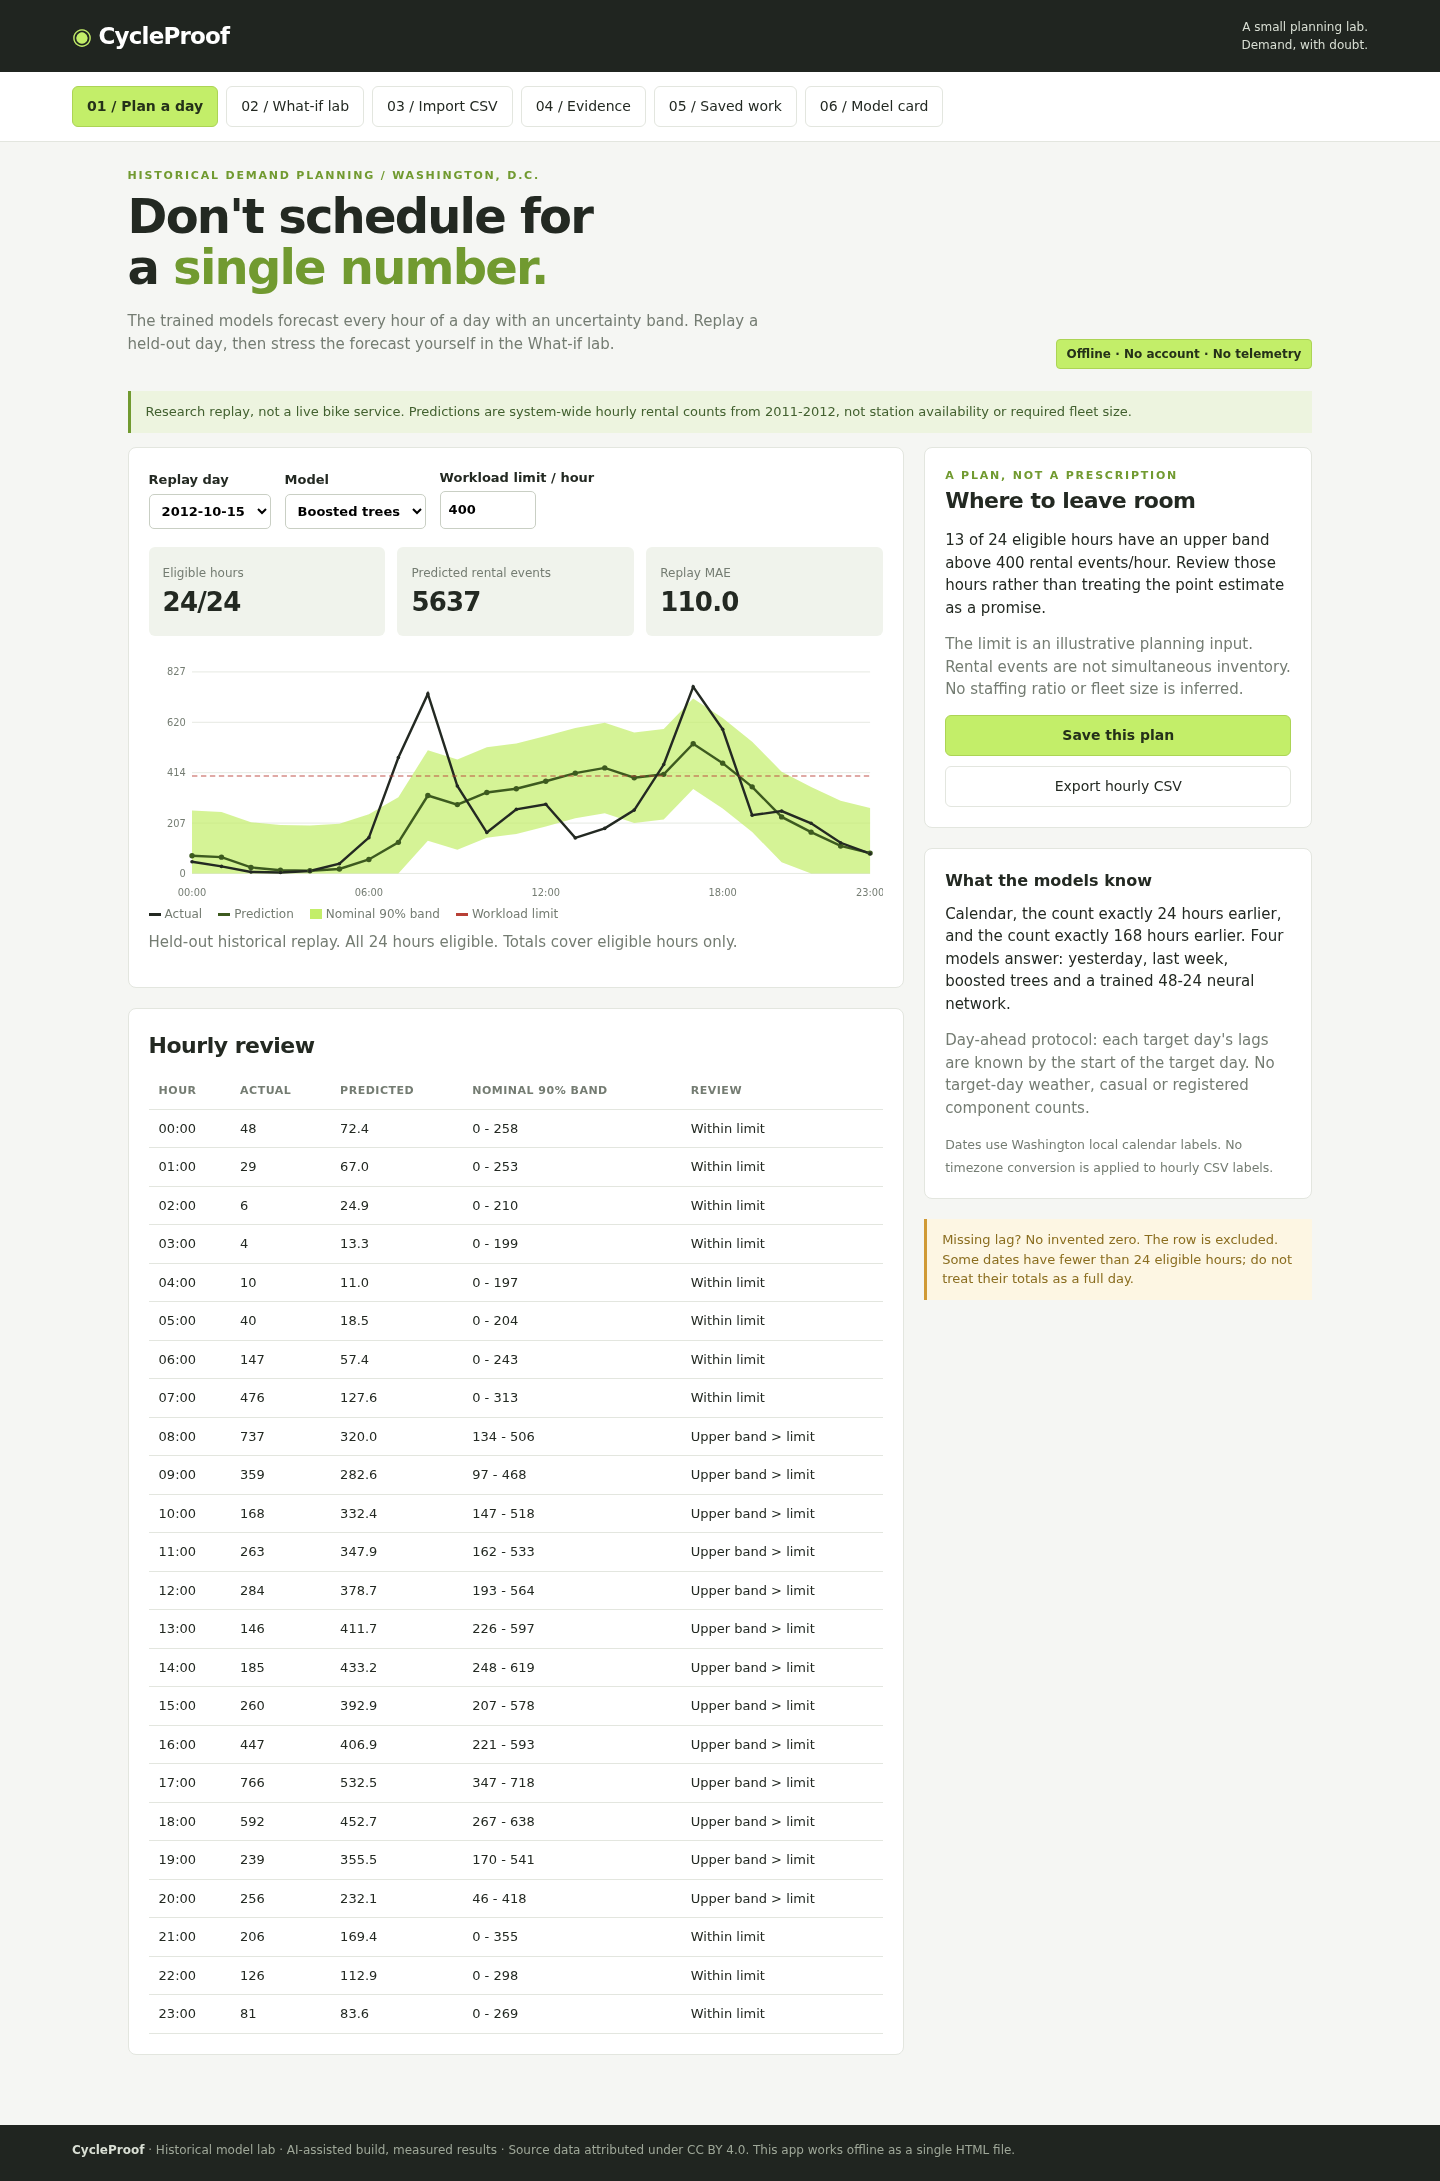 ◉ CycleProof
A small planning lab.
Demand, with doubt.
01 / Plan a day
02 / What-if lab
03 / Import CSV
04 / Evidence
05 / Saved work
06 / Model card
HISTORICAL DEMAND PLANNING / WASHINGTON, D.C.
Don't schedule for
a single number.
The trained models forecast every hour of a day with an uncertainty band. Replay a
held-out day, then stress the forecast yourself in the What-if lab.
Offline · No account · No telemetry
Research replay, not a live bike service. Predictions are system-wide hourly rental counts from 2011-2012, not station availability or required fleet size.
Replay day
2012-10-15
Model
Boosted trees
Workload limit / hour
400
Eligible hours
24/24
Predicted rental events
5637
Replay MAE
110.0
827
620
414
207
0
00:00 06:00 12:00 18:00 23:00
Actual Prediction Nominal 90% band Workload limit
Held-out historical replay. All 24 hours eligible. Totals cover eligible hours only.
Hourly review
HOUR ACTUAL PREDICTED NOMINAL 90% BAND REVIEW
00:00 48 72.4 0 - 258 Within limit
01:00 29 67.0 0 - 253 Within limit
02:00 6 24.9 0 - 210 Within limit
03:00 4 13.3 0 - 199 Within limit
04:00 10 11.0 0 - 197 Within limit
05:00 40 18.5 0 - 204 Within limit
06:00 147 57.4 0 - 243 Within limit
07:00 476 127.6 0 - 313 Within limit
08:00 737 320.0 134 - 506 Upper band > limit
09:00 359 282.6 97 - 468 Upper band > limit
10:00 168 332.4 147 - 518 Upper band > limit
11:00 263 347.9 162 - 533 Upper band > limit
12:00 284 378.7 193 - 564 Upper band > limit
13:00 146 411.7 226 - 597 Upper band > limit
14:00 185 433.2 248 - 619 Upper band > limit
15:00 260 392.9 207 - 578 Upper band > limit
16:00 447 406.9 221 - 593 Upper band > limit
17:00 766 532.5 347 - 718 Upper band > limit
18:00 592 452.7 267 - 638 Upper band > limit
19:00 239 355.5 170 - 541 Upper band > limit
20:00 256 232.1 46 - 418 Upper band > limit
21:00 206 169.4 0 - 355 Within limit
22:00 126 112.9 0 - 298 Within limit
23:00 81 83.6 0 - 269 Within limit
A PLAN, NOT A PRESCRIPTION
Where to leave room
13 of 24 eligible hours have an upper band
above 400 rental events/hour. Review those
hours rather than treating the point estimate
as a promise.
The limit is an illustrative planning input.
Rental events are not simultaneous inventory.
No staffing ratio or fleet size is inferred.
Save this plan
Export hourly CSV
What the models know
Calendar, the count exactly 24 hours earlier,
and the count exactly 168 hours earlier. Four
models answer: yesterday, last week,
boosted trees and a trained 48-24 neural
network.
Day-ahead protocol: each target day's lags
are known by the start of the target day. No
target-day weather, casual or registered
component counts.
Dates use Washington local calendar labels. No
timezone conversion is applied to hourly CSV labels.
Missing lag? No invented zero. The row is excluded.
Some dates have fewer than 24 eligible hours; do not
treat their totals as a full day.
CycleProof · Historical model lab · AI-assisted build, measured results · Source data attributed under CC BY 4.0. This app works offline as a single HTML file.